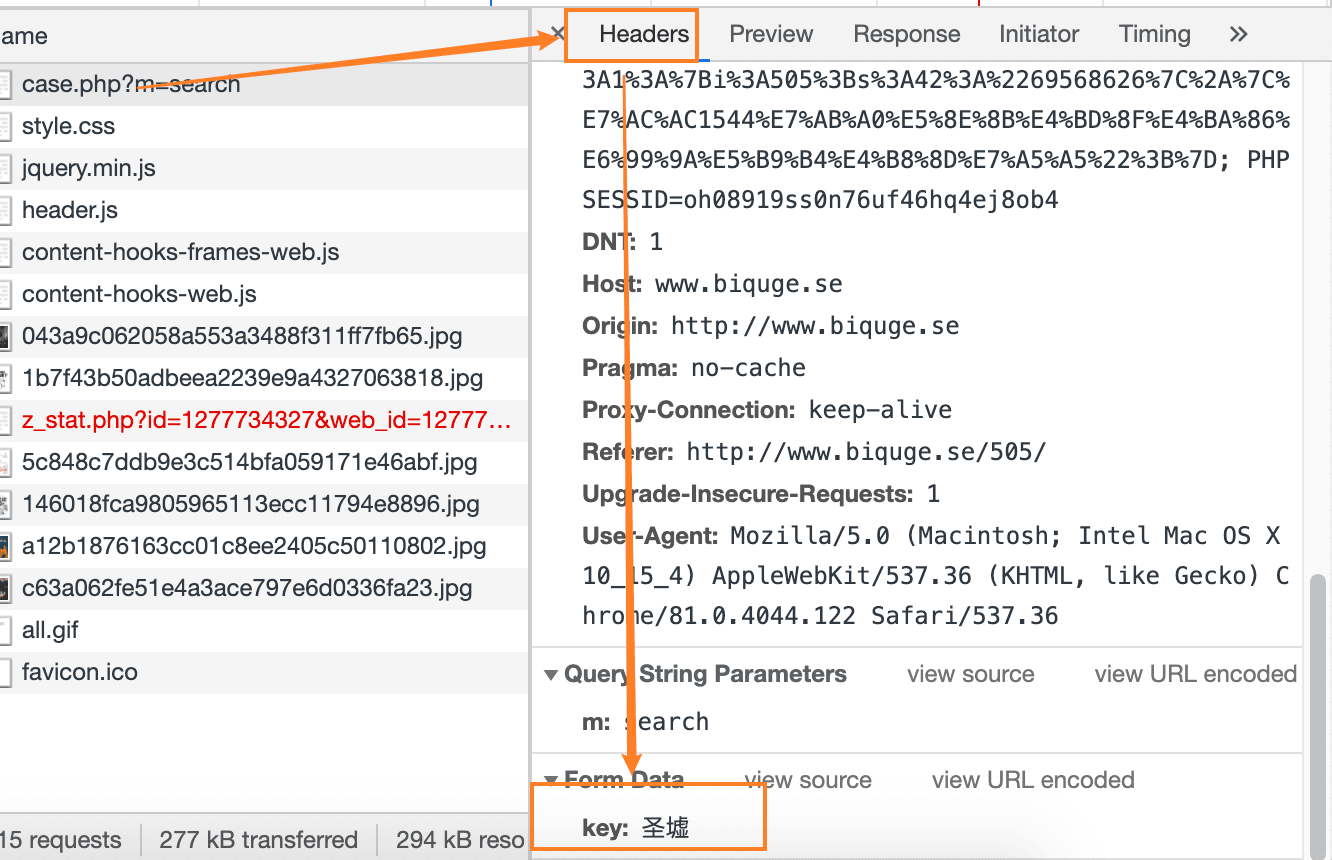 ame
case.php?m=search
style.css
jquery.min.js
header.js
content-hooks-frames-web.js
content-hooks-web.js
043a9c062058a553a3488f311ff7fb65.jpg
1b7f43b50adbeea2239e9a4327063818.jpg
z_stat.php?id=1277734327&web_id=12777…
5c848c7ddb9e3c514bfa059171e46abf.jpg
146018fca9805965113ecc11794e8896.jpg
a12b1876163cc01c8ee2405c50110802.jpg
c63a062fe51e4a3ace797e6d0336fa23.jpg
all.gif
favicon.ico
15 requests 277 kB transferred 294 kB reso
Headers Preview Response Initiator Timing »
3A1%3A%7Bi%3A505%3Bs%3A42%3A%2269568626%7C%2A%7C%
E7%AC%AC1544%E7%AB%A0%E5%8E%8B%E4%BD%8F%E4%BA%86%
E6%99%9A%E5%B9%B4%E4%B8%8D%E7%A5%A5%22%3B%7D; PHP
SESSID=oh08919ss0n76uf46hq4ej8ob4
DNT: 1
Host: www.biquge.se
Origin: http://www.biquge.se
Pragma: no-cache
Proxy-Connection: keep-alive
Referer: http://www.biquge.se/505/
Upgrade-Insecure-Requests: 1
User-Agent: Mozilla/5.0 (Macintosh; Intel Mac OS X
10_15_4) AppleWebKit/537.36 (KHTML, like Gecko) C
hrome/81.0.4044.122 Safari/537.36
Query String Parameters view source view URL encoded
m: search
Form Data view source view URL encoded
key: 圣墟